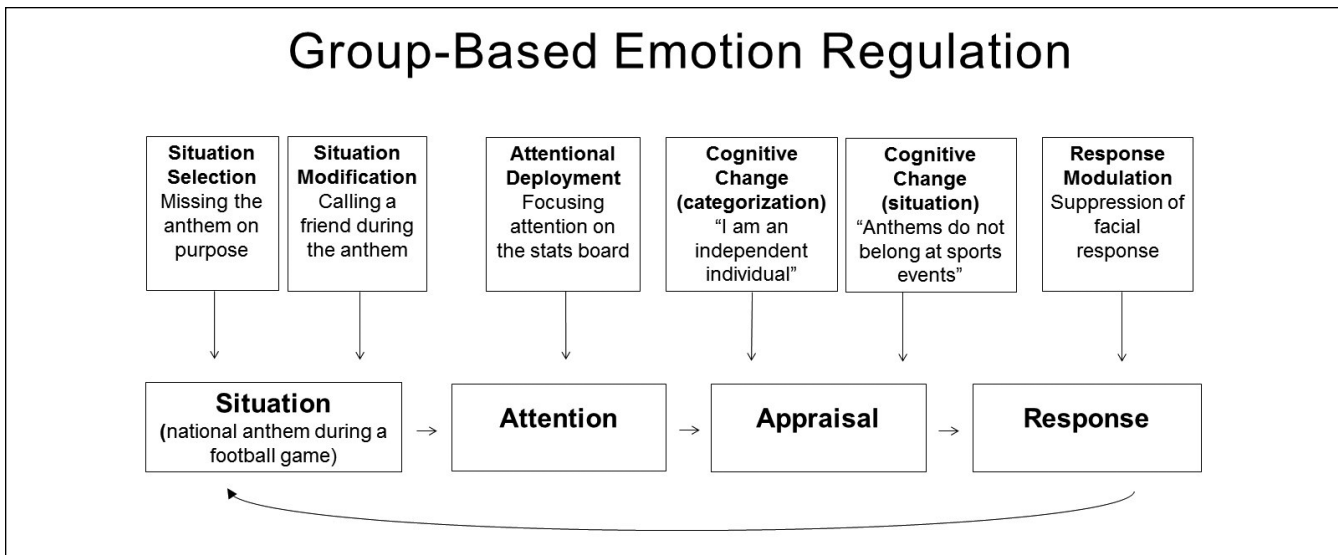 Group-Based Emotion Regulation
Situation
Selection
Missing the
anthem on
purpose
Situation
Modification
Calling a
friend during
the anthem
Attentional
Deployment
Focusing
attention on
the stats board
Cognitive
Change
(categorization)
“I am an
independent
individual”
Cognitive
Change
(situation)
“Anthems do not
belong at sports
events”
Response
Modulation
Suppression of
facial
response
Situation
(national anthem during a
football game)
Attention
Appraisal
Response